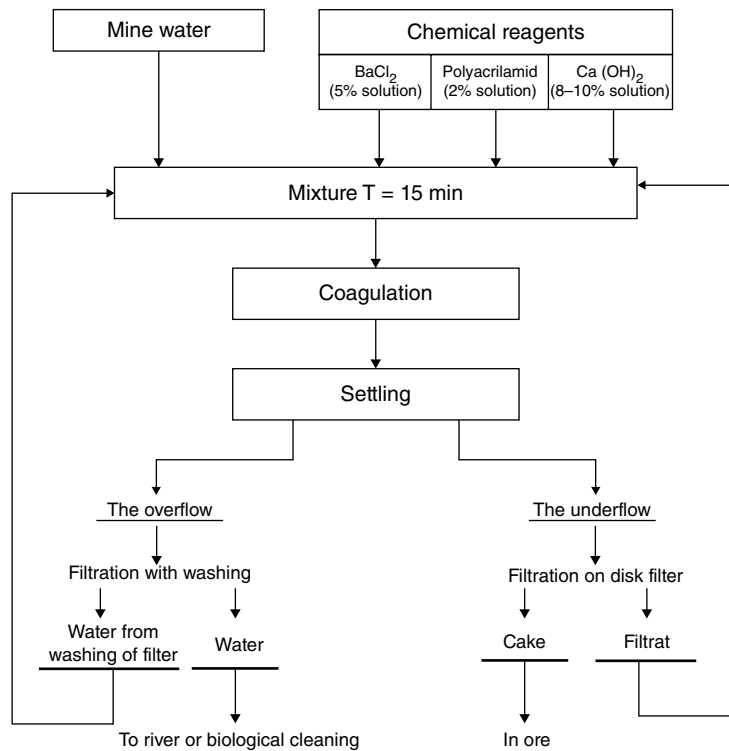 Mine water
Chemical reagents
BaCl₂
(5% solution)
Polyacrilamid
(2% solution)
Ca (OH)₂
(8–10% solution)
Mixture T = 15 min
Coagulation
Settling
The overflow
The underflow
Filtration with washing
Filtration on disk filter
Water from
washing of filter
Water
Cake
Filtrat
To river or biological cleaning
In ore